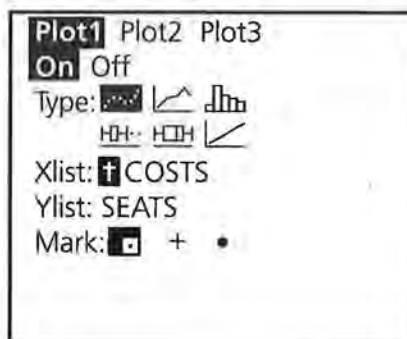 Plot1 Plot2 Plot3
On Off
Type:
Xlist: †COSTS
Ylist: SEATS
Mark: + •